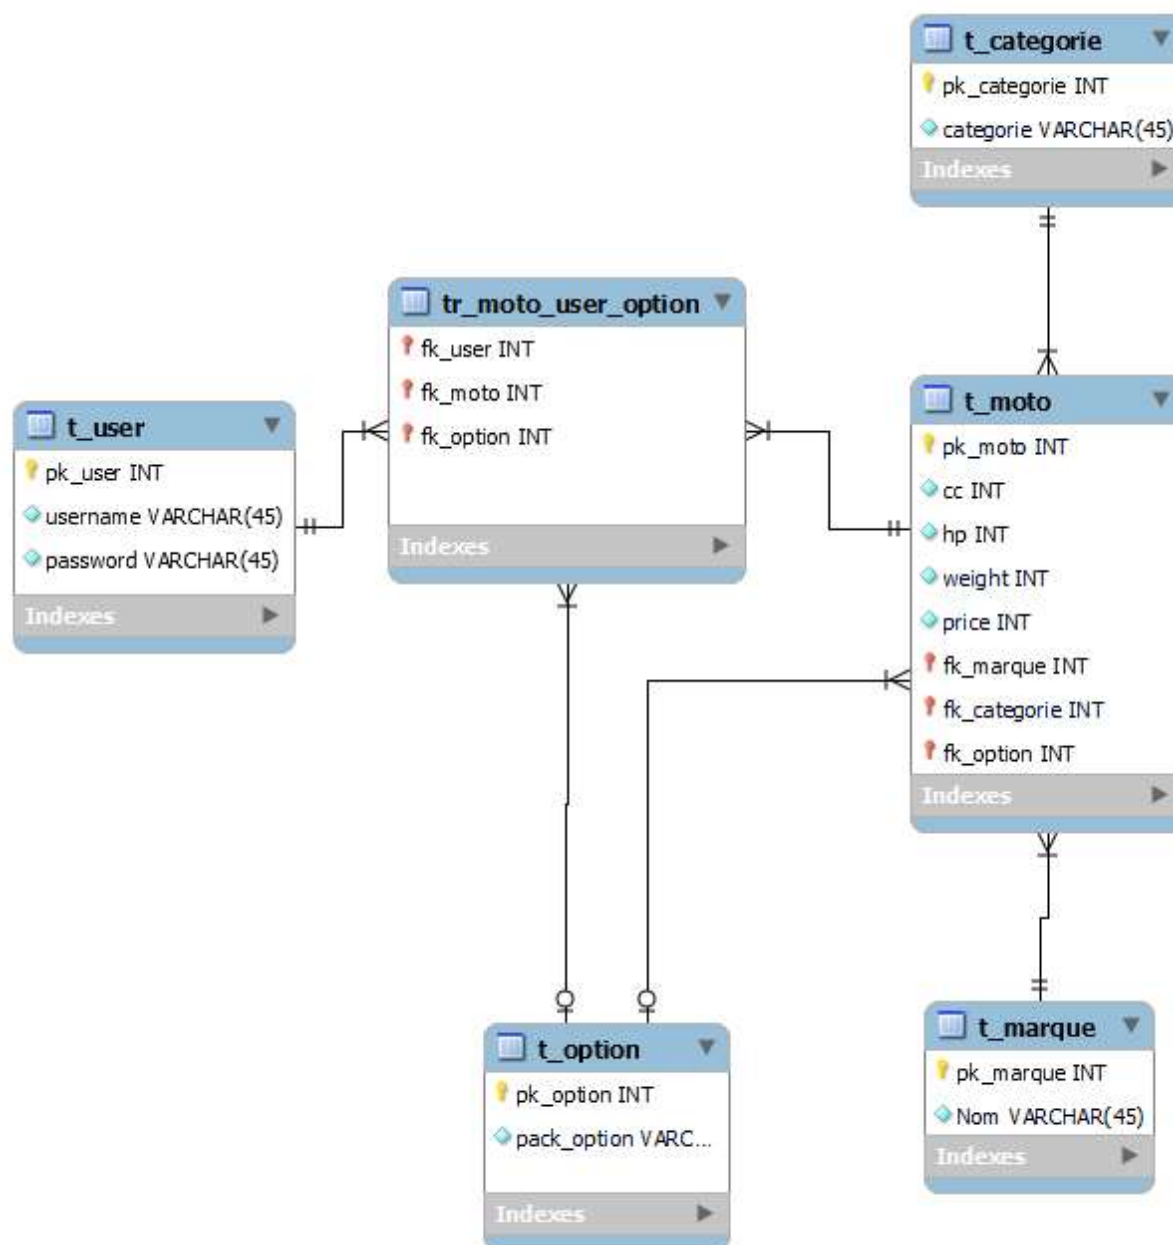 t_categorie
pk_categorie INT
categorie VARCHAR(45)
Indexes
tr_moto_user_option
fk_user INT
fk_moto INT
fk_option INT
Indexes
t_user
pk_user INT
username VARCHAR(45)
password VARCHAR(45)
Indexes
t_moto
pk_moto INT
cc INT
hp INT
weight INT
price INT
fk_marque INT
fk_categorie INT
fk_option INT
Indexes
t_option
pk_option INT
pack_option VARC...
Indexes
t_marque
pk_marque INT
Nom VARCHAR(45)
Indexes